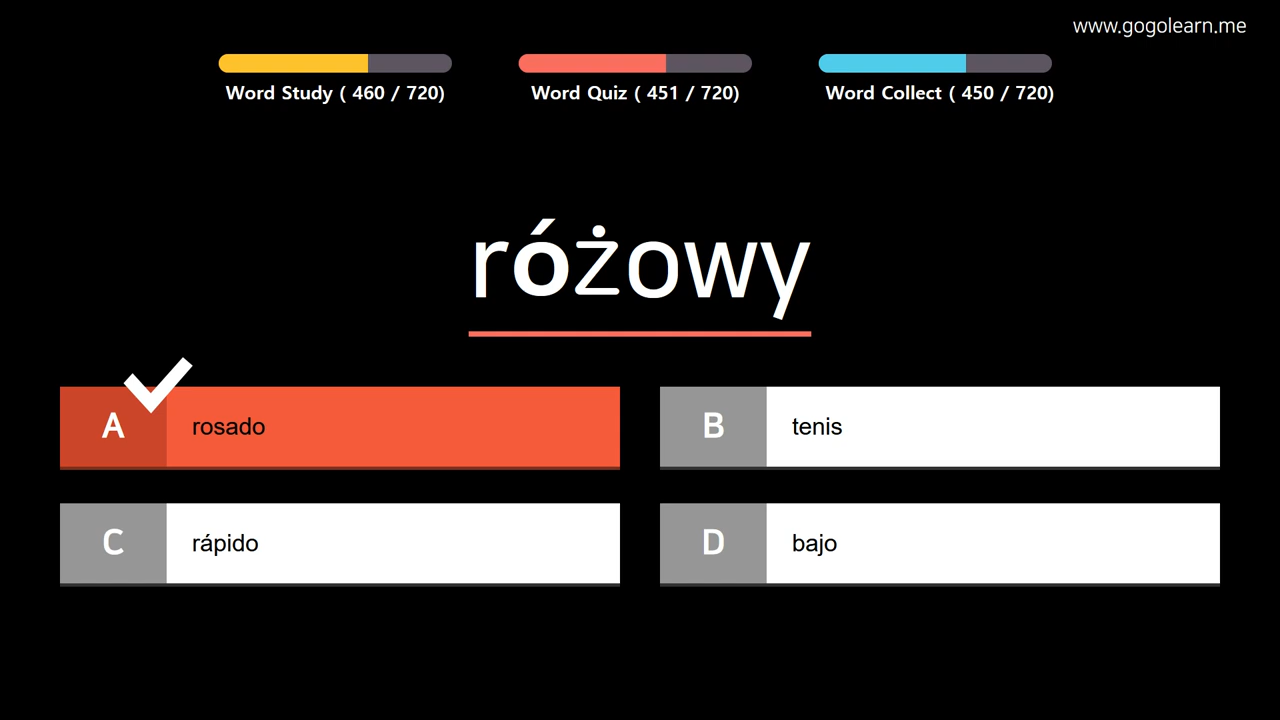 www.gogolearn.me
Word Study ( 460 / 720)
Word Quiz ( 451 / 720)
Word Collect ( 450 / 720)
różowy
A rosado
B tenis
C rápido
D bajo